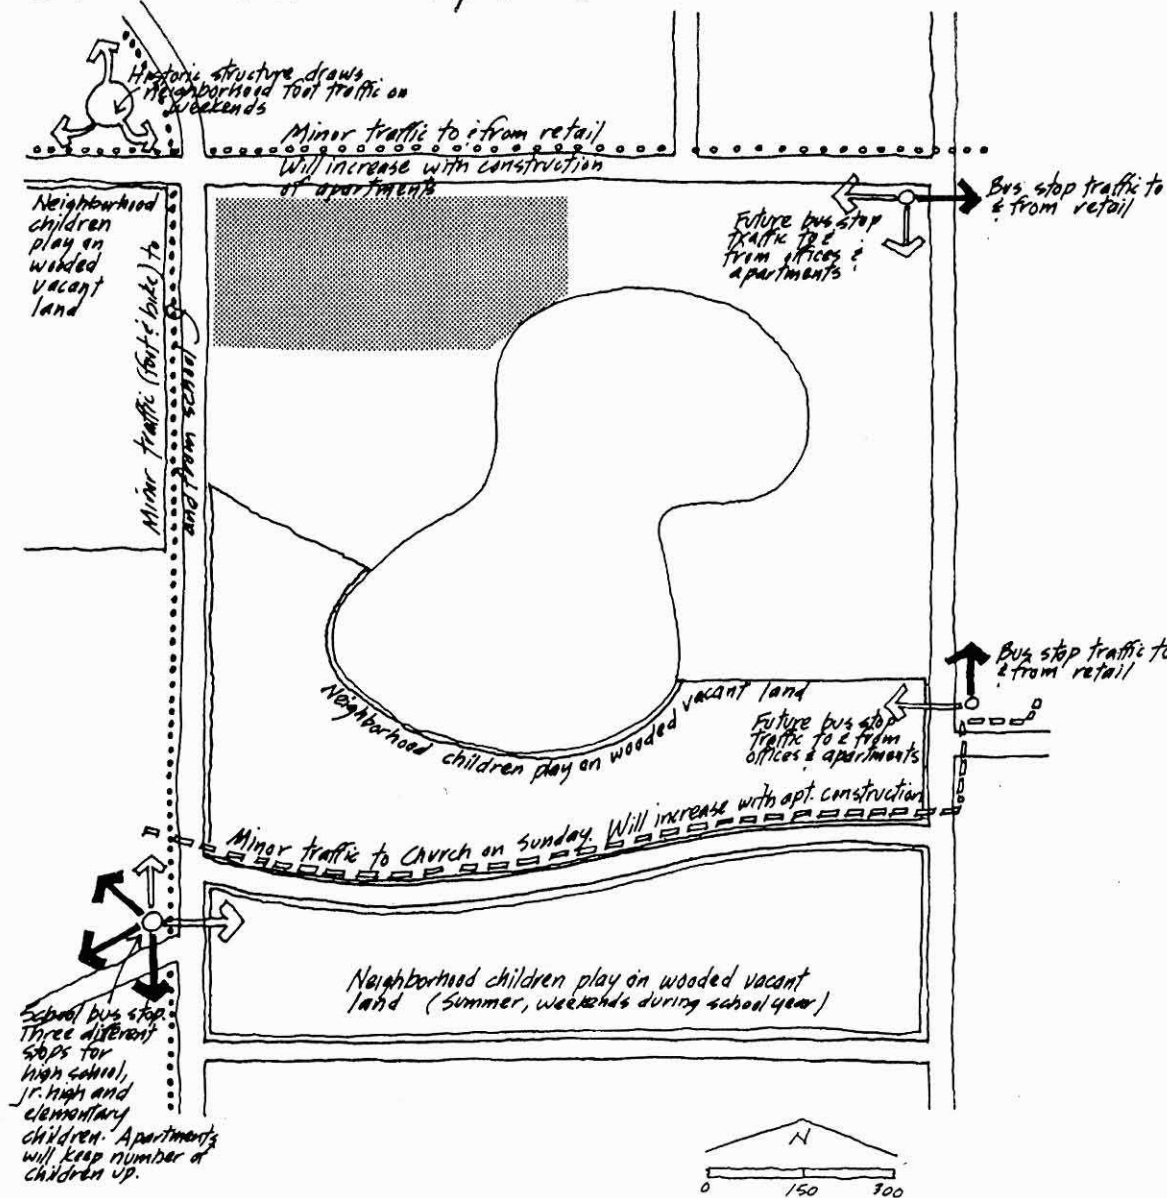 Historic structure draws
neighborhood foot traffic on
weekends
Minor traffic to & from retail
Will increase with construction
of apartments
Neighborhood
children
play on
wooded
vacant
land
Minor traffic (foot & bike) to
and from
Future bus stop
traffic to &
from offices &
apartments
Bus stop traffic to
& from retail
Bus stop traffic to
& from retail
Neighborhood children play on wooded vacant land
Future bus stop
traffic to & from
offices & apartments
Minor traffic to Church on Sunday. Will increase with apt. construction
Neighborhood children play on wooded vacant
land (Summer, weekends during school year)
School bus stop.
Three different
stops for
high school,
jr. high and
elementary
children. Apartments
will keep number of
children up.
N
0 150 300